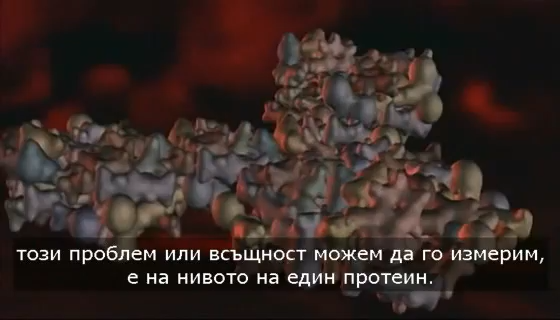 този проблем или всъщност можем да го измерим,
е на нивото на един протеин.